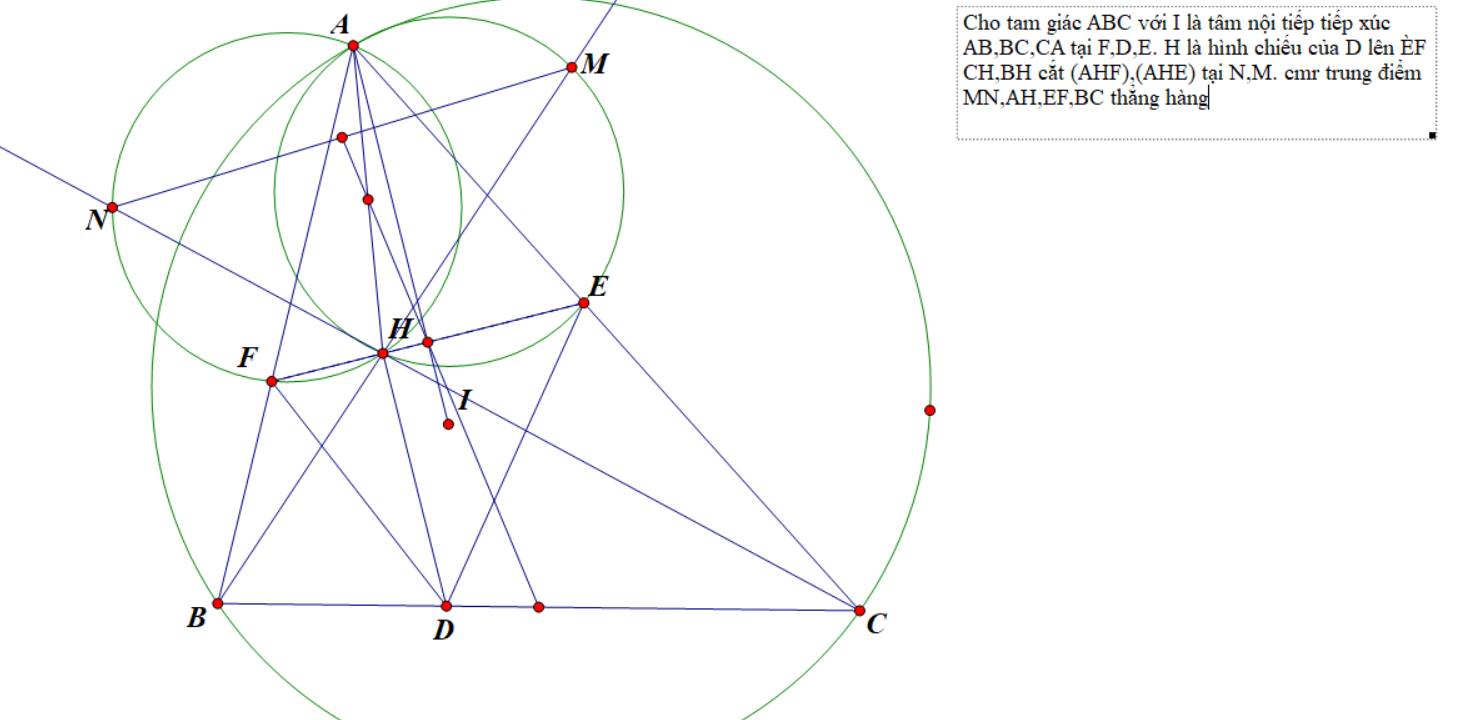 A
M
N
E
H
F
I
B
D
C
Cho tam giác ABC với I là tâm nội tiếp tiếp xúc
AB,BC,CA tại F,D,E. H là hình chiếu của D lên ÈF
CH,BH cắt (AHF),(AHE) tại N,M. cmr trung điểm
MN,AH,EF,BC thẳng hàng